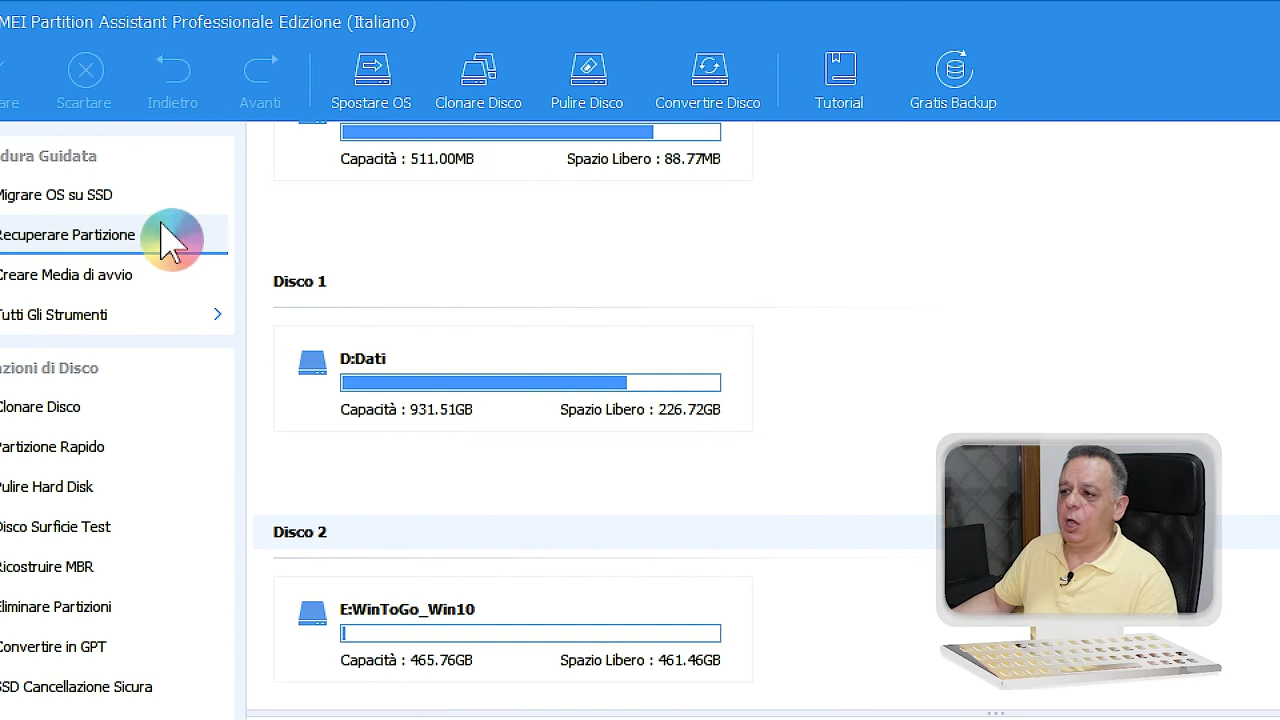 MEI Partition Assistant Professionale Edizione (Italiano)
are
Scartare
Indietro
Avanti
Spostare OS
Clonare Disco
Pulire Disco
Convertire Disco
Tutorial
Gratis Backup
dura Guidata
Migrare OS su SSD
Recuperare Partizione
Creare Media di avvio
Tutti Gli Strumenti
azioni di Disco
Clonare Disco
Partizione Rapido
Pulire Hard Disk
Disco Surficie Test
Ricostruire MBR
Eliminare Partizioni
Convertire in GPT
SSD Cancellazione Sicura
Capacità : 511.00MB
Spazio Libero : 88.77MB
Disco 1
D:Dati
Capacità : 931.51GB
Spazio Libero : 226.72GB
Disco 2
E:WinToGo_Win10
Capacità : 465.76GB
Spazio Libero : 461.46GB